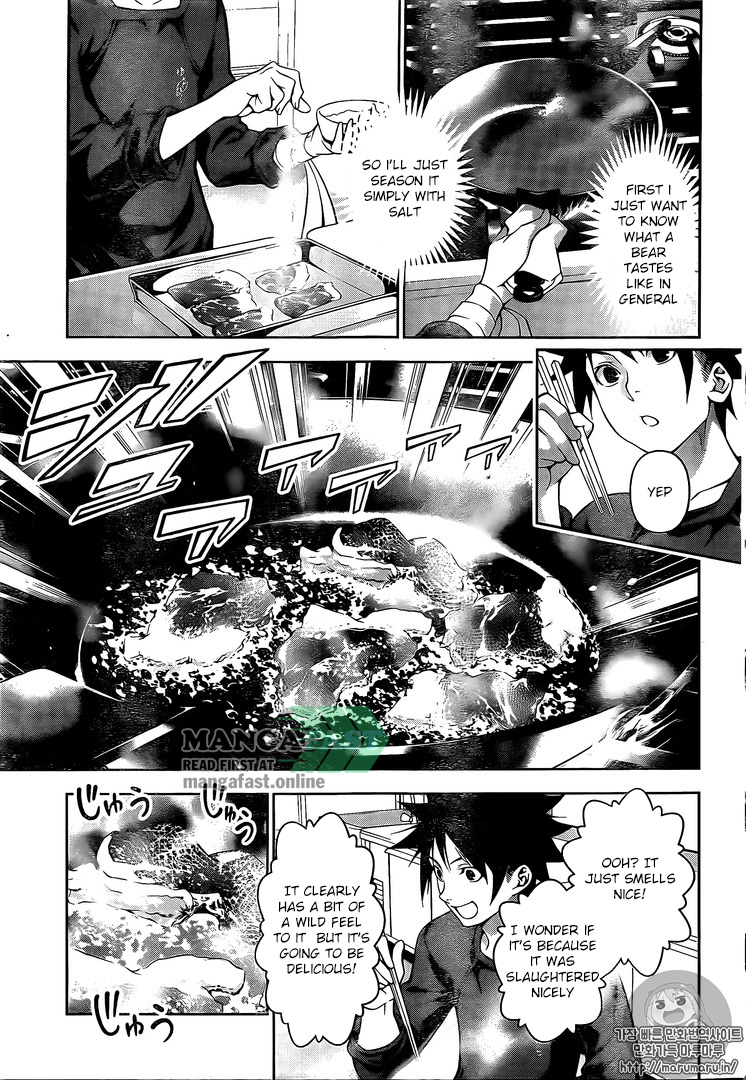 FIRST I
JUST WANT
TO KNOW
WHAT A
BEAR
TASTES
LIKE IN
GENERAL
SO I'LL JUST
SEASON IT
SIMPLY WITH
SALT
YEP
ジュアアアアア
OOH? IT
JUST SMELLS
NICE!
I WONDER IF
IT'S BECAUSE
IT WAS
SLAUGHTERED
NICELY
IT CLEARLY
HAS A BIT OF
A WILD FEEL
TO IT BUT IT'S
GOING TO BE
DELICIOUS!
じゅう
じゅう
じゅう
READ FIRST AT
mangafast.online
가장 빠른 만화번역사이트
만화가득 마루마루
http://marumaru.in/